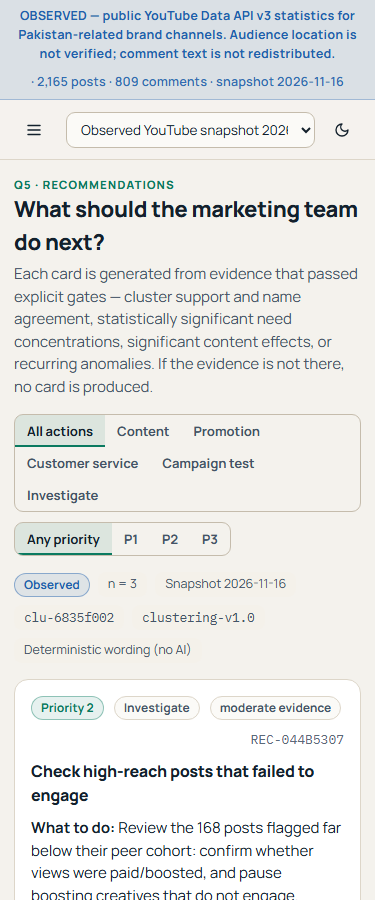 OBSERVED — public YouTube Data API v3 statistics for
Pakistan-related brand channels. Audience location is
not verified; comment text is not redistributed.
· 2,165 posts · 809 comments · snapshot 2026-11-16
Observed YouTube snapshot 2026
Q5 · RECOMMENDATIONS
What should the marketing team
do next?
Each card is generated from evidence that passed
explicit gates — cluster support and name
agreement, statistically significant need
concentrations, significant content effects, or
recurring anomalies. If the evidence is not there,
no card is produced.
All actions Content Promotion
Customer service Campaign test
Investigate
Any priority P1 P2 P3
Observed n = 3 Snapshot 2026-11-16
clu-6835f002 clustering-v1.0
Deterministic wording (no AI)
Priority 2 Investigate moderate evidence
REC-044B5307
Check high-reach posts that failed to
engage
What to do: Review the 168 posts flagged far
below their peer cohort: confirm whether
views were paid/boosted, and pause
boosting creatives that do not engage.